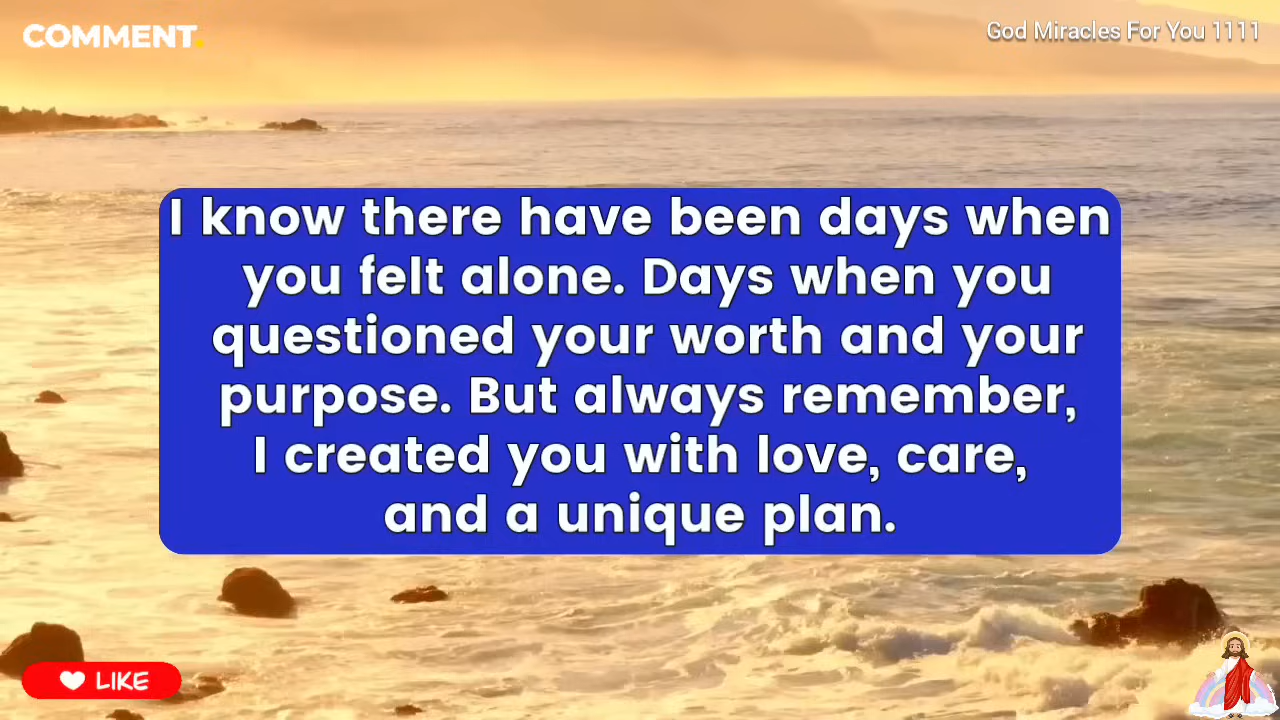 COMMENT.
God Miracles For You 1111
I know there have been days when
you felt alone. Days when you
questioned your worth and your
purpose. But always remember,
I created you with love, care,
and a unique plan.
LIKE